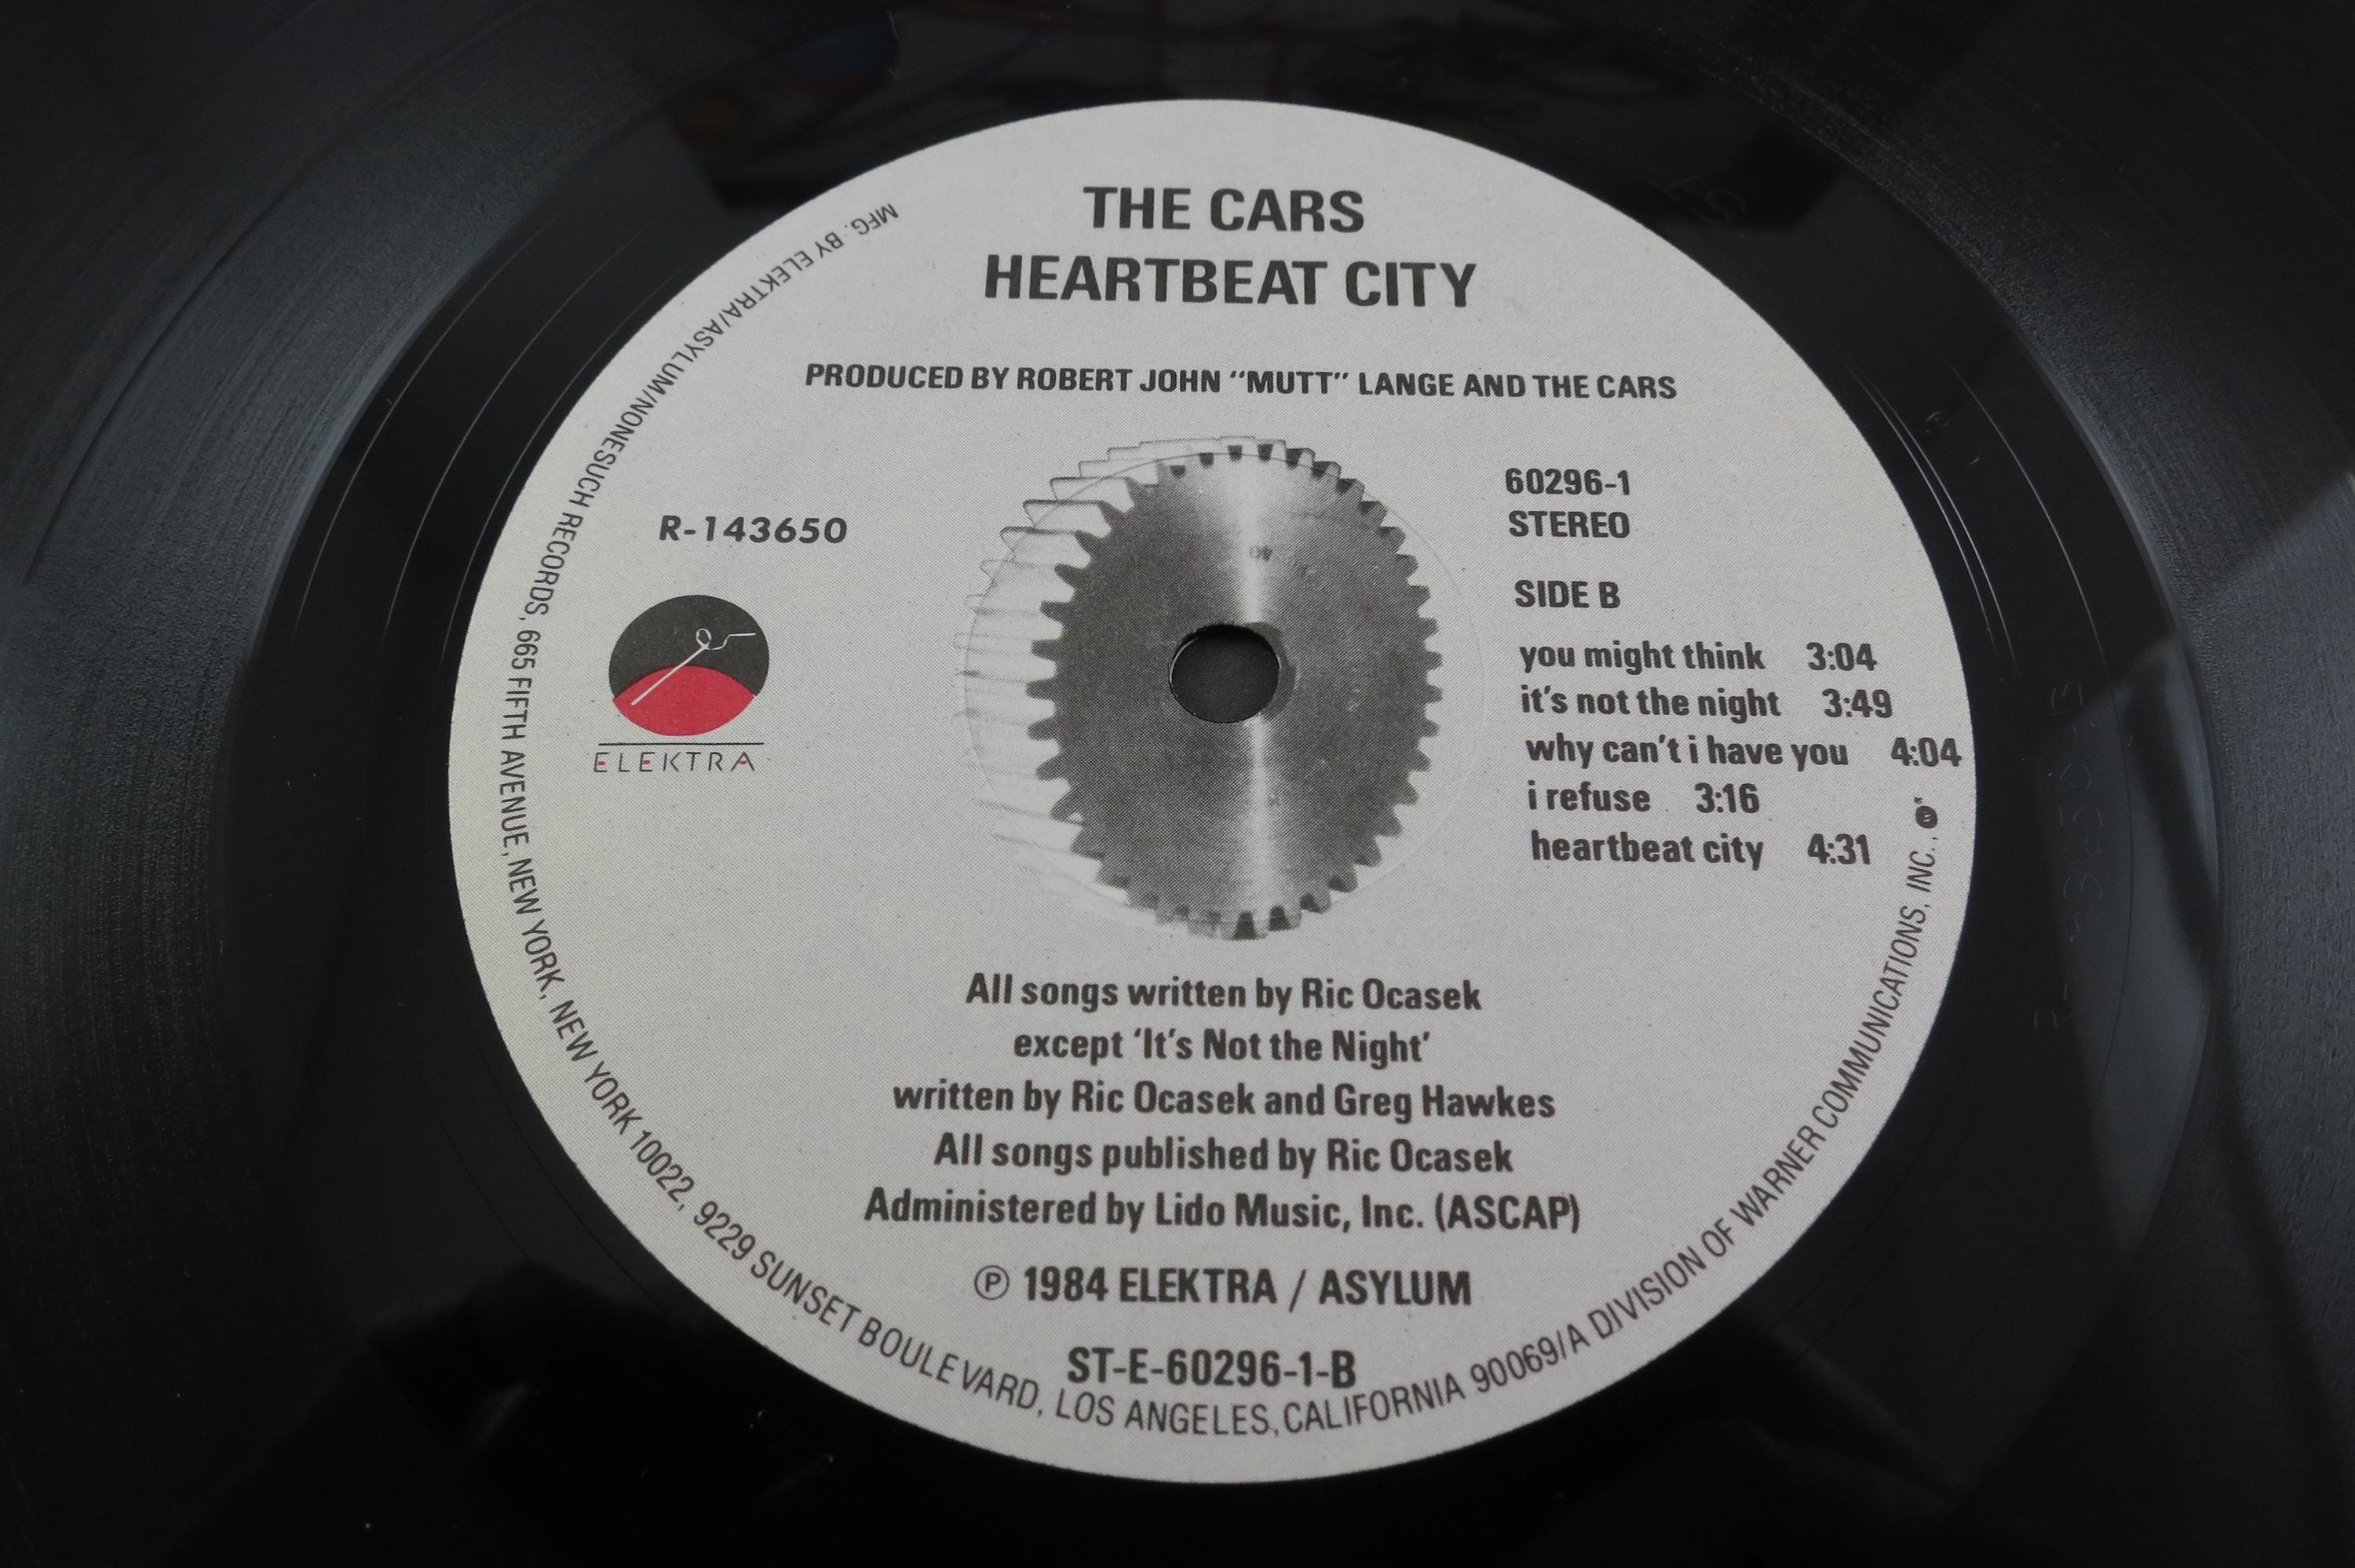 THE CARS
HEARTBEAT CITY
PRODUCED BY ROBERT JOHN “MUTT” LANGE AND THE CARS
R-143650
ELEKTRA
60296-1
STEREO
SIDE B
you might think 3:04
it's not the night 3:49
why can't i have you 4:04
i refuse 3:16
heartbeat city 4:31
All songs written by Ric Ocasek
except ‘It's Not the Night’
written by Ric Ocasek and Greg Hawkes
All songs published by Ric Ocasek
Administered by Lido Music, Inc. (ASCAP)
℗ 1984 ELEKTRA / ASYLUM
ST-E-60296-1-B
MFG. BY ELEKTRA/ASYLUM/NONESUCH RECORDS, 665 FIFTH AVENUE, NEW YORK, NEW YORK 10022, 9229 SUNSET BOULEVARD, LOS ANGELES, CALIFORNIA 90069/A DIVISION OF WARNER COMMUNICATIONS, INC.,